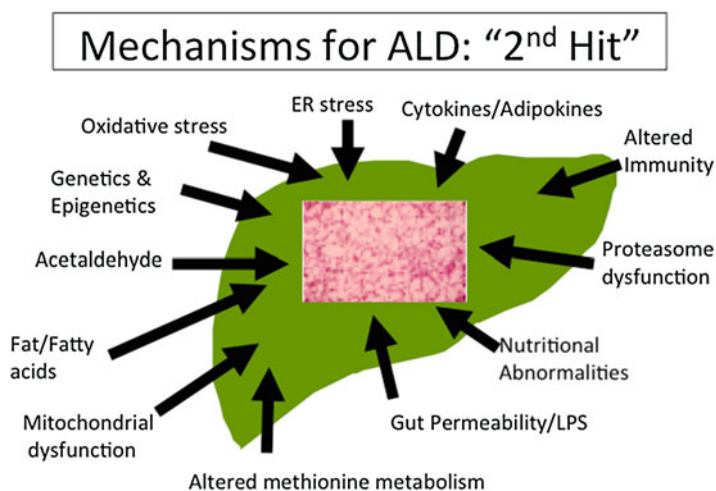 Mechanisms for ALD: “2nd Hit”
ER stress
Cytokines/Adipokines
Oxidative stress
Altered
Immunity
Genetics &
Epigenetics
Acetaldehyde
Proteasome
dysfunction
Fat/Fatty
acids
Nutritional
Abnormalities
Mitochondrial
dysfunction
Gut Permeability/LPS
Altered methionine metabolism